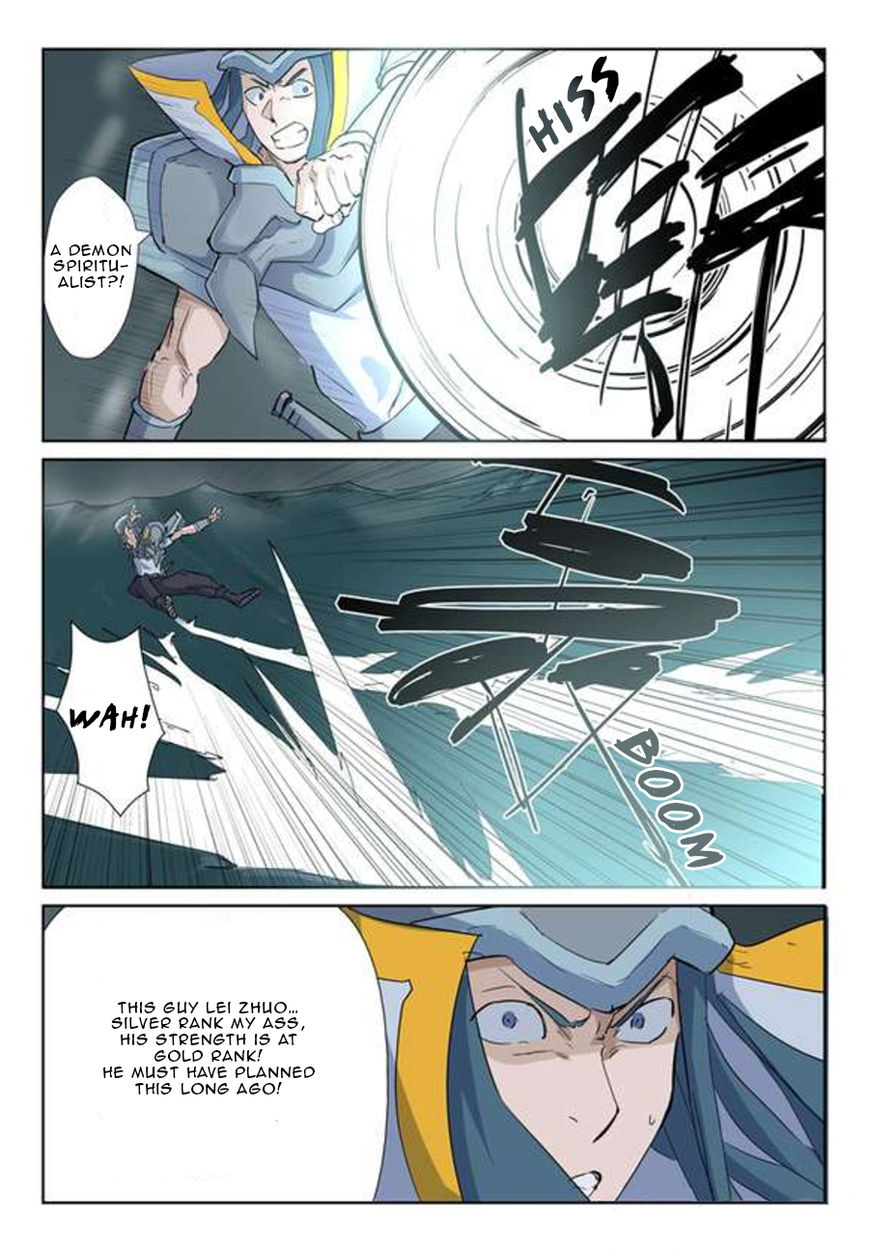 HISS
A DEMON
SPIRITU-
ALIST?!
WAH!
BOOM
THIS GUY LEI ZHUO...
SILVER RANK MY ASS,
HIS STRENGTH IS AT
GOLD RANK!
HE MUST HAVE PLANNED
THIS LONG AGO!